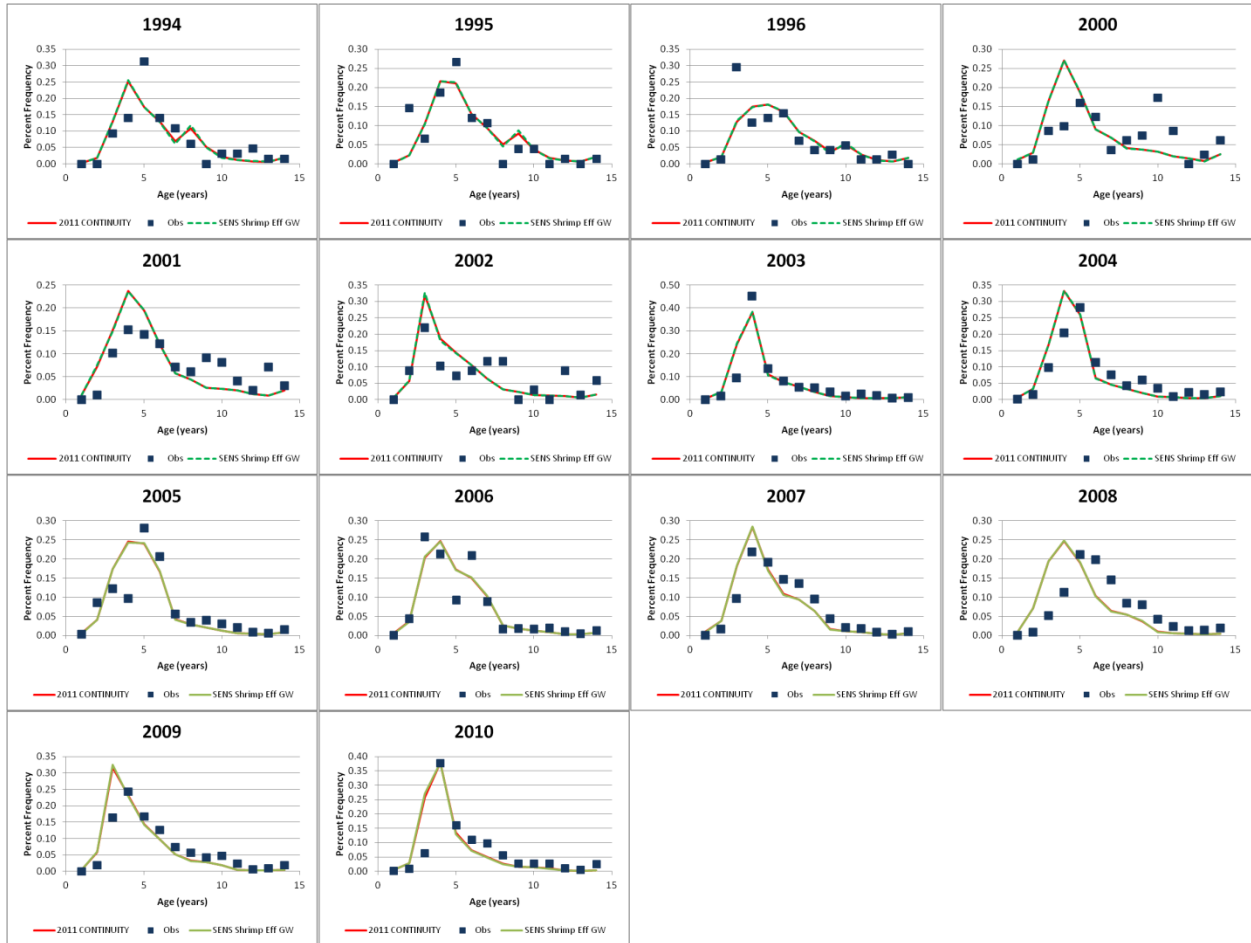 1994
0.35
0.30
0.25
0.20
0.15
0.10
0.05
0.00
Percent Frequency
0 5 10 15
Age (years)
2011 CONTINUITY Obs SENS Shrimp Eff GW
1995
0.30
0.25
0.20
0.15
0.10
0.05
0.00
Percent Frequency
0 5 10 15
Age (years)
2011 CONTINUITY Obs SENS Shrimp Eff GW
1996
0.35
0.30
0.25
0.20
0.15
0.10
0.05
0.00
Percent Frequency
0 5 10 15
Age (years)
2011 CONTINUITY Obs SENS Shrimp Eff GW
2000
0.30
0.25
0.20
0.15
0.10
0.05
0.00
Percent Frequency
0 5 10 15
Age (years)
2011 CONTINUITY Obs SENS Shrimp Eff GW
2001
0.25
0.20
0.15
0.10
0.05
0.00
Percent Frequency
0 5 10 15
Age (years)
2011 CONTINUITY Obs SENS Shrimp Eff GW
2002
0.35
0.30
0.25
0.20
0.15
0.10
0.05
0.00
Percent Frequency
0 5 10 15
Age (years)
2011 CONTINUITY Obs SENS Shrimp Eff GW
2003
0.50
0.40
0.30
0.20
0.10
0.00
Percent Frequency
0 5 10 15
Age (years)
2011 CONTINUITY Obs SENS Shrimp Eff GW
2004
0.35
0.30
0.25
0.20
0.15
0.10
0.05
0.00
Percent Frequency
0 5 10 15
Age (years)
2011 CONTINUITY Obs SENS Shrimp Eff GW
2005
0.30
0.25
0.20
0.15
0.10
0.05
0.00
Percent Frequency
0 5 10 15
Age (years)
2011 CONTINUITY Obs SENS Shrimp Eff GW
2006
0.30
0.25
0.20
0.15
0.10
0.05
0.00
Percent Frequency
0 5 10 15
Age (years)
2011 CONTINUITY Obs SENS Shrimp Eff GW
2007
0.30
0.25
0.20
0.15
0.10
0.05
0.00
Percent Frequency
0 5 10 15
Age (years)
2011 CONTINUITY Obs SENS Shrimp Eff GW
2008
0.30
0.25
0.20
0.15
0.10
0.05
0.00
Percent Frequency
0 5 10 15
Age (years)
2011 CONTINUITY Obs SENS Shrimp Eff GW
2009
0.35
0.30
0.25
0.20
0.15
0.10
0.05
0.00
Percent Frequency
0 5 10 15
Age (years)
2011 CONTINUITY Obs SENS Shrimp Eff GW
2010
0.40
0.35
0.30
0.25
0.20
0.15
0.10
0.05
0.00
Percent Frequency
0 5 10 15
Age (years)
2011 CONTINUITY Obs SENS Shrimp Eff GW